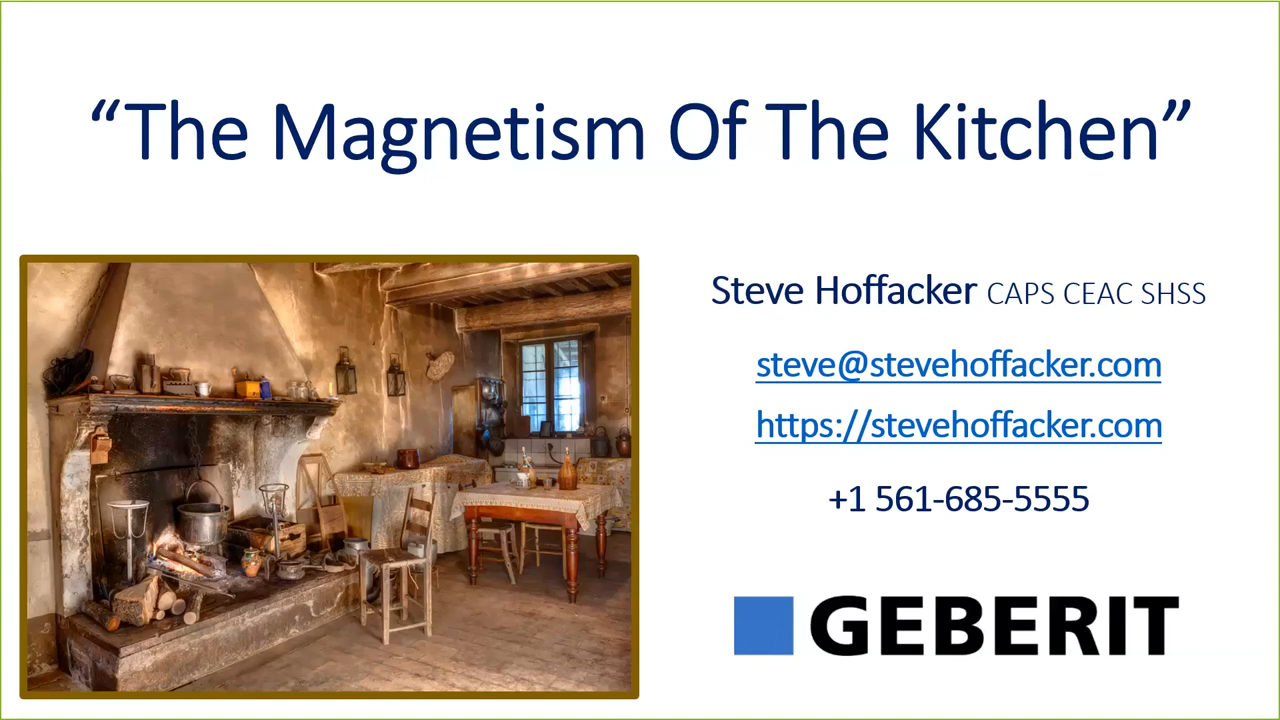 “The Magnetism Of The Kitchen”
Steve Hoffacker CAPS CEAC SHSS
steve@stevehoffacker.com
https://stevehoffacker.com
+1 561-685-5555
GEBERIT